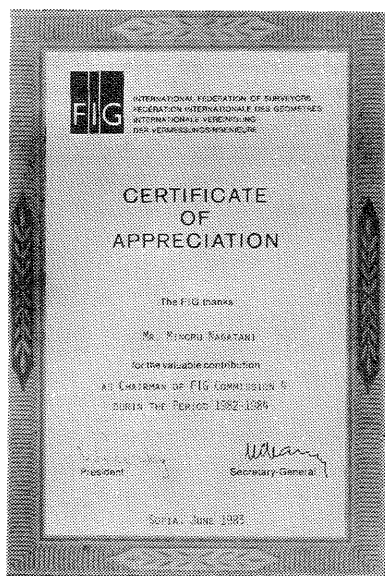 FIG
INTERNATIONAL FEDERATION OF SURVEYORS
FÉDÉRATION INTERNATIONALE DES GÉOMÈTRES
INTERNATIONALE VEREINIGUNG
DER VERMESSUNGSINGENIEURE
CERTIFICATE
OF
APPRECIATION
The FIG thanks
MR. MINORU NAGATANI
for the valuable contribution
AS CHAIRMAN OF FIG COMMISSION
DURIN THE PERIOD 1982-1984
President
Secretary-General
SOFIA, JUNE 1983